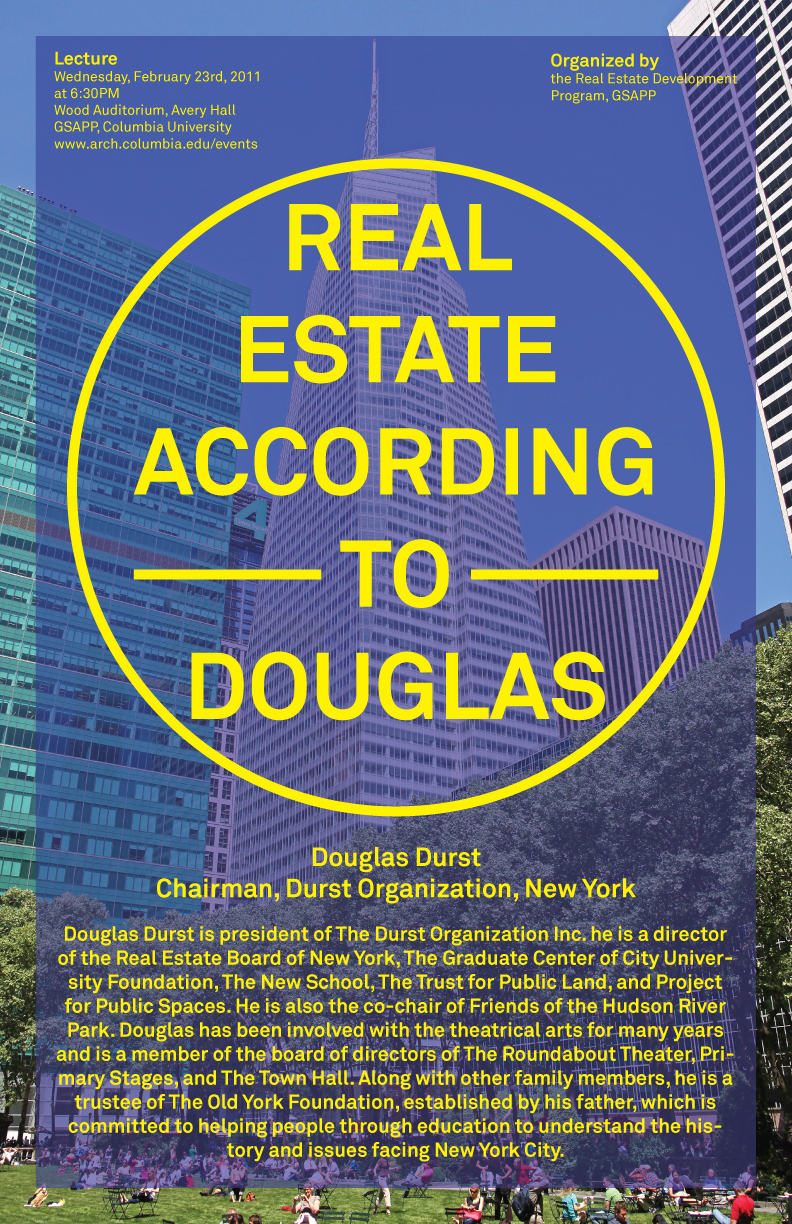 Lecture
Wednesday, February 23rd, 2011
at 6:30PM
Wood Auditorium, Avery Hall
GSAPP, Columbia University
www.arch.columbia.edu/events
Organized by
the Real Estate Development
Program, GSAPP
REAL
ESTATE
ACCORDING
TO
DOUGLAS
4
Douglas Durst
Chairman, Durst Organization, New York
Douglas Durst is president of The Durst Organization Inc. he is a director
of the Real Estate Board of New York, The Graduate Center of City Univer-
sity Foundation, The New School, The Trust for Public Land, and Project
for Public Spaces. He is also the co-chair of Friends of the Hudson River
Park. Douglas has been involved with the theatrical arts for many years
and is a member of the board of directors of The Roundabout Theater, Pri-
mary Stages, and The Town Hall. Along with other family members, he is a
trustee of The Old York Foundation, established by his father, which is
committed to helping people through education to understand the his-
tory and issues facing New York City.